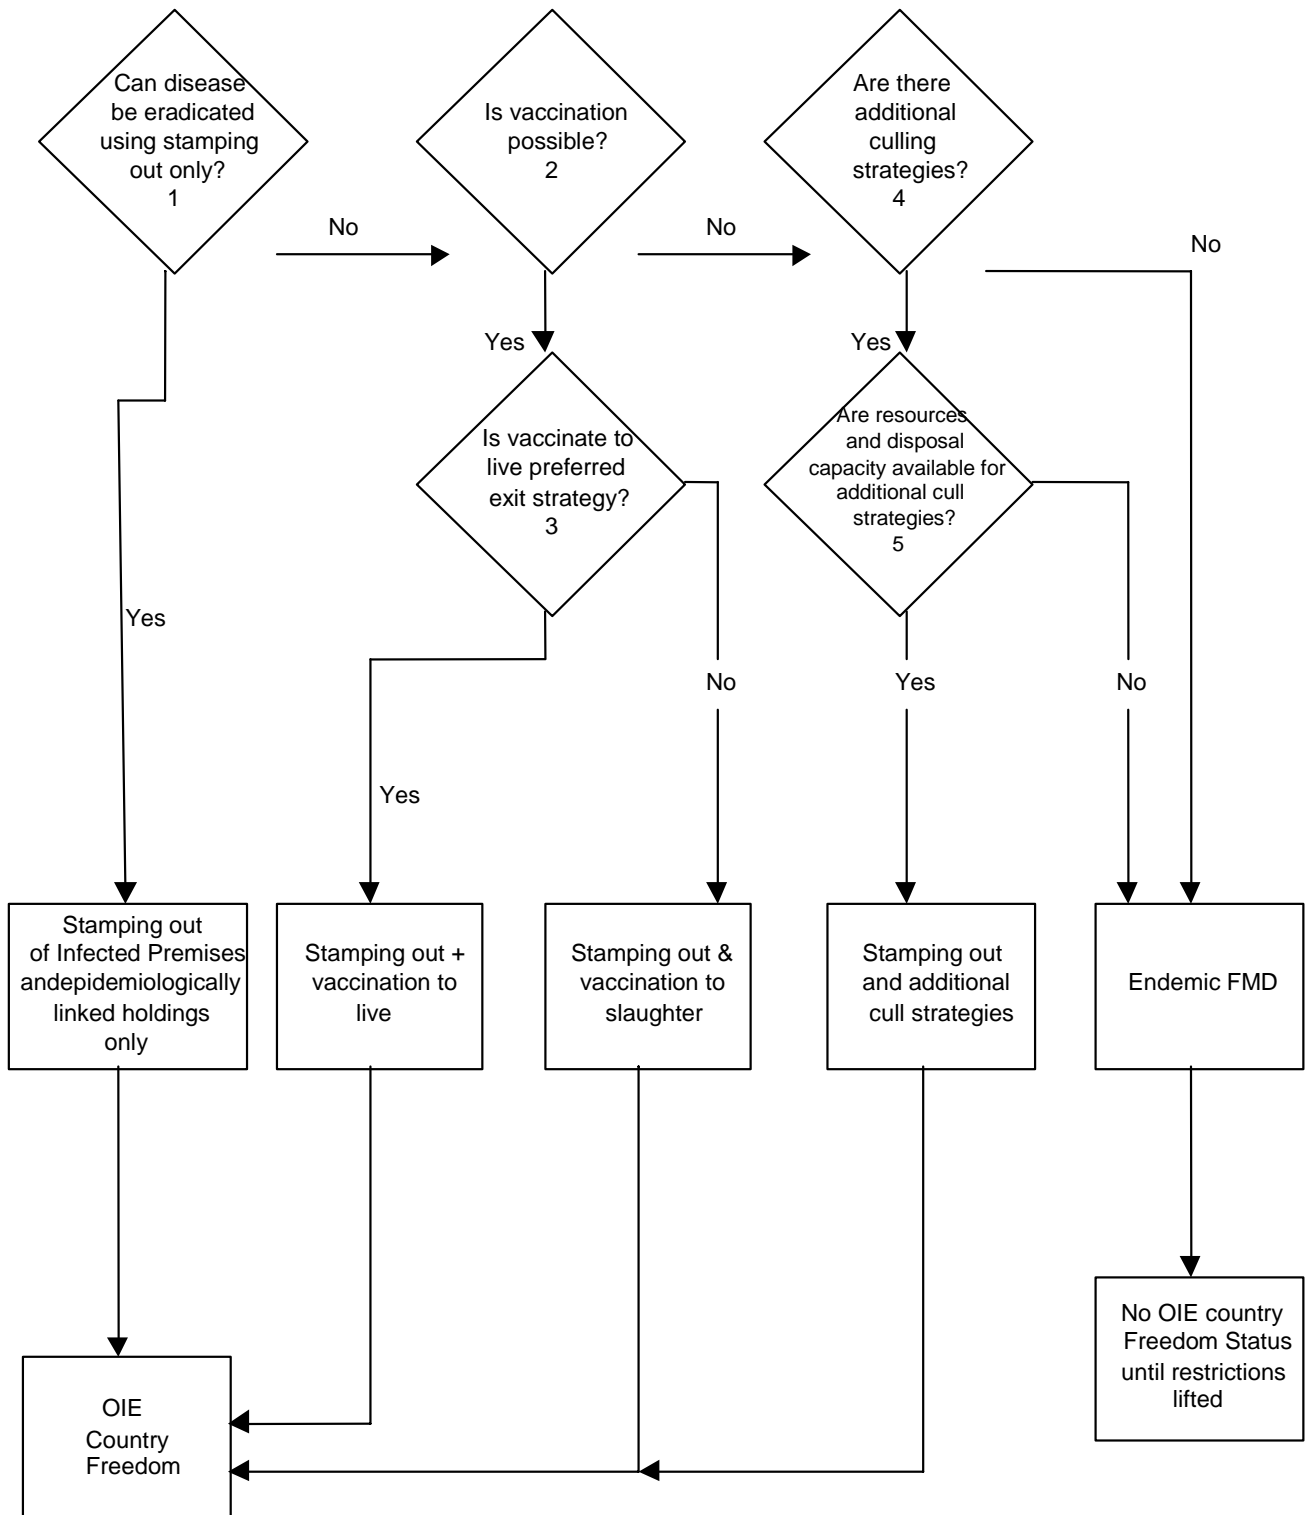 Can disease
be eradicated
using stamping
out only?
1
Is vaccination
possible?
2
Are there
additional
culling
strategies?
4
No
No
No
Yes
Yes
Is vaccinate to
live preferred
exit strategy?
3
Are resources
and disposal
capacity available for
additional cull
strategies?
5
Yes
No
Yes
No
Yes
Stamping out
of Infected Premises
andepidemiologically
linked holdings
only
Stamping out +
vaccination to
live
Stamping out &
vaccination to
slaughter
Stamping out
and additional
cull strategies
Endemic FMD
No OIE country
Freedom Status
until restrictions
lifted
OIE
Country
Freedom